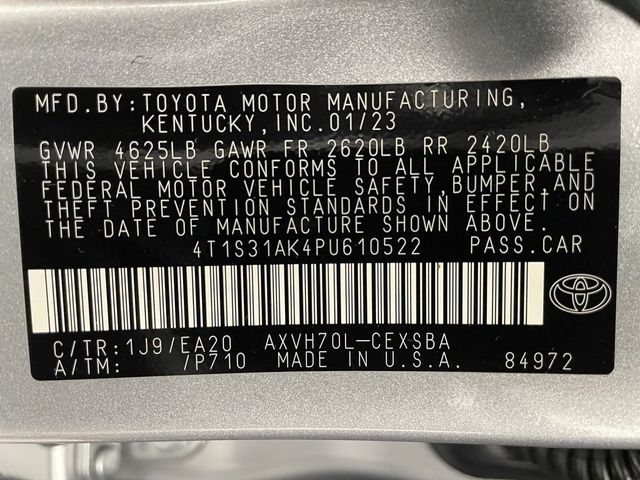 MFD.BY:TOYOTA MOTOR MANUFACTURING,
KENTUCKY,INC.01/23
GVWR 4625LB GAWR FR 2620LB RR 2420LB
THIS VEHICLE CONFORMS TO ALL APPLICABLE
FEDERAL MOTOR VEHICLE SAFETY,BUMPER,AND
THEFT PREVENTION STANDARDS IN EFFECT ON
THE DATE OF MANUFACTURE SHOWN ABOVE.
4T1S31AK4PU610522 PASS.CAR
C/TR:1J9/EA20 AXVH70L-CEXSBA
A/TM: /P710 MADE IN U.S.A. 84972